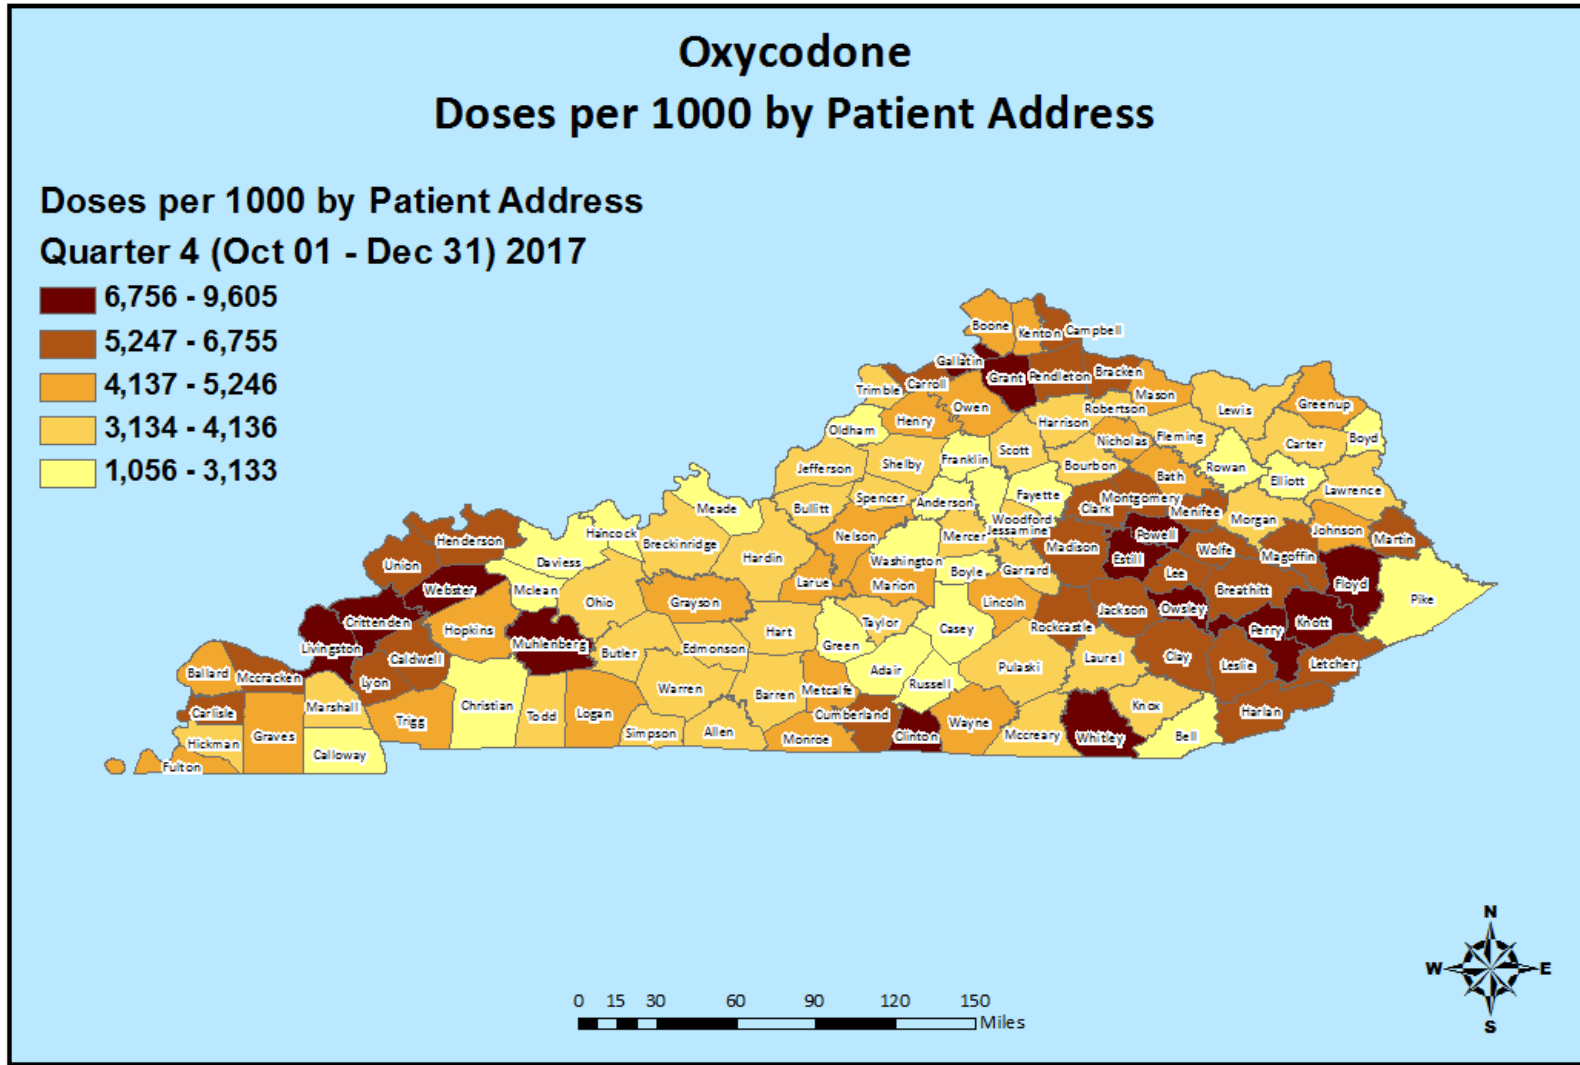 Oxycodone
Doses per 1000 by Patient Address
Doses per 1000 by Patient Address
Quarter 4 (Oct 01 - Dec 31) 2017
6,756 - 9,605
5,247 - 6,755
4,137 - 5,246
3,134 - 4,136
1,056 - 3,133
Boone
Kenton
Campbell
Gallatin
Carroll
Trimble
Grant
Pendleton
Bracken
Mason
Owen
Henry
Oldham
Robertson
Harrison
Lewis
Greenup
Nicholas
Fleming
Carter
Boyd
Jefferson
Shelby
Franklin
Scott
Bourbon
Bath
Rowan
Elliott
Lawrence
Meade
Bullitt
Spencer
Anderson
Fayette
Clark
Montgomery
Menifee
Morgan
Johnson
Martin
Woodford
Jessamine
Mercer
Nelson
Washington
Hancock
Breckinridge
Hardin
Henderson
Union
Daviess
Mclean
Webster
Madison
Powell
Estill
Wolfe
Magoffin
Floyd
Pike
Boyle
Garrard
Larue
Marion
Lee
Breathitt
Ohio
Grayson
Lincoln
Jackson
Owsley
Perry
Knott
Crittenden
Livingston
Hopkins
Muhlenberg
Butler
Edmonson
Hart
Green
Taylor
Casey
Rockcastle
Caldwell
Lyon
Ballard
Mccracken
Adair
Russell
Pulaski
Laurel
Clay
Leslie
Letcher
Warren
Barren
Metcalfe
Carlisle
Marshall
Trigg
Christian
Todd
Logan
Simpson
Allen
Monroe
Cumberland
Clinton
Wayne
Mccreary
Whitley
Knox
Bell
Harlan
Hickman
Graves
Calloway
Fulton
N
W
E
S
0 15 30 60 90 120 150
Miles